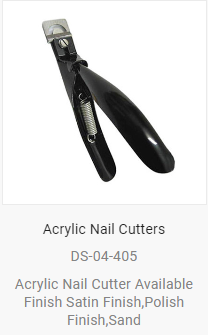 Acrylic Nail Cutters
DS-04-405
Acrylic Nail Cutter Available
Finish Satin Finish,Polish
Finish,Sand